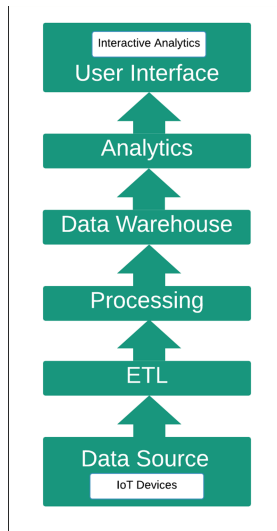 Interactive Analytics
User Interface
Analytics
Data Warehouse
Processing
ETL
Data Source
IoT Devices